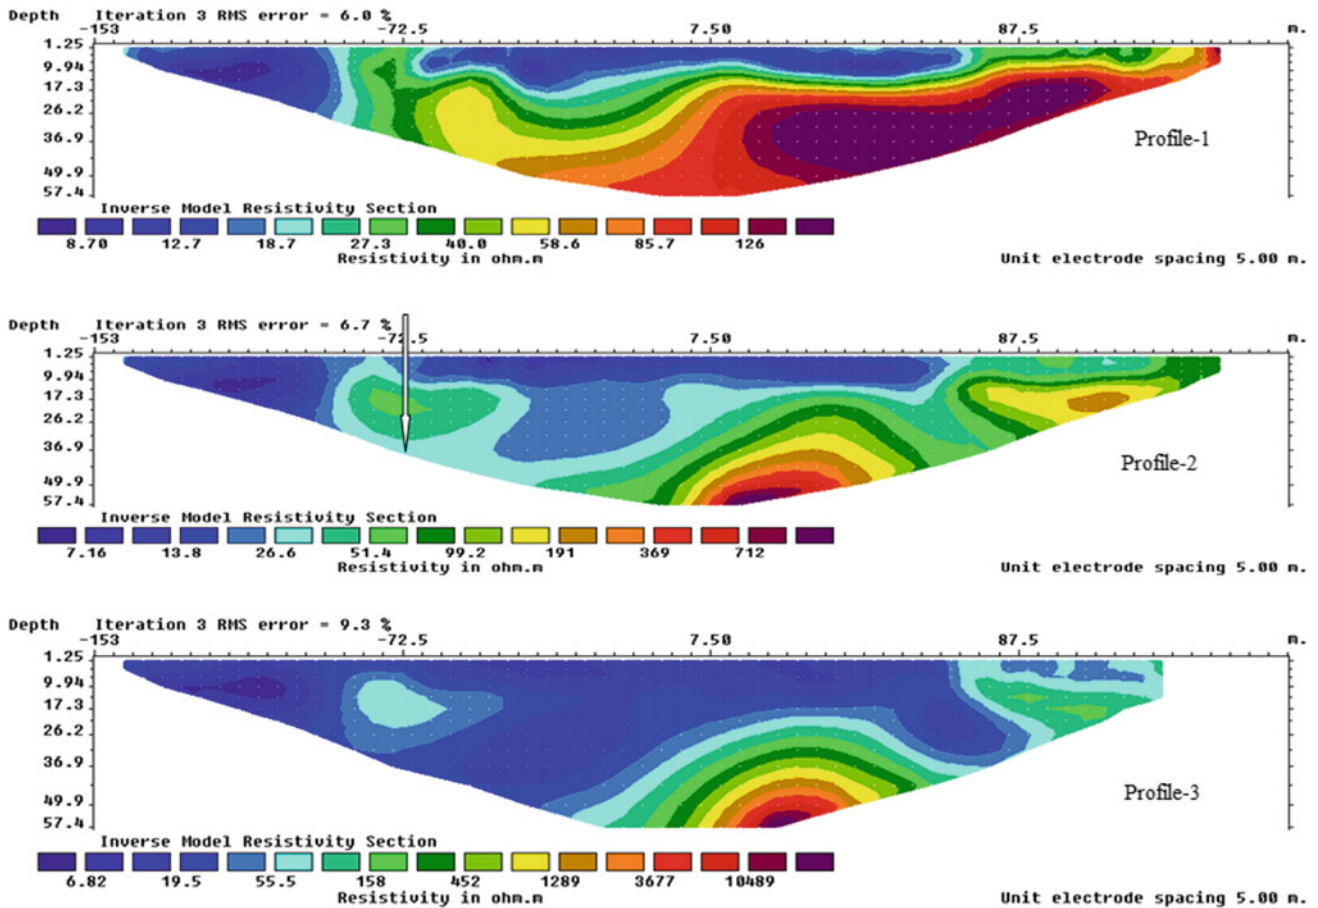 Depth Iteration 3 RMS error = 6.0 %
-153 -72.5 7.50 87.5 m.
1.25
9.94
17.3
26.2
36.9
49.9
57.4
Profile-1
Inverse Model Resistivity Section
8.70 12.7 18.7 27.3 40.0 58.6 85.7 126
Resistivity in ohm.m Unit electrode spacing 5.00 m.
Depth Iteration 3 RMS error = 6.7 %
-153 -72.5 7.50 87.5 m.
1.25
9.94
17.3
26.2
36.9
49.9
57.4
Profile-2
Inverse Model Resistivity Section
7.16 13.8 26.6 51.4 99.2 191 369 712
Resistivity in ohm.m Unit electrode spacing 5.00 m.
Depth Iteration 3 RMS error = 9.3 %
-153 -72.5 7.50 87.5 m.
1.25
9.94
17.3
26.2
36.9
49.9
57.4
Profile-3
Inverse Model Resistivity Section
6.82 19.5 55.5 158 452 1289 3677 10489
Resistivity in ohm.m Unit electrode spacing 5.00 m.